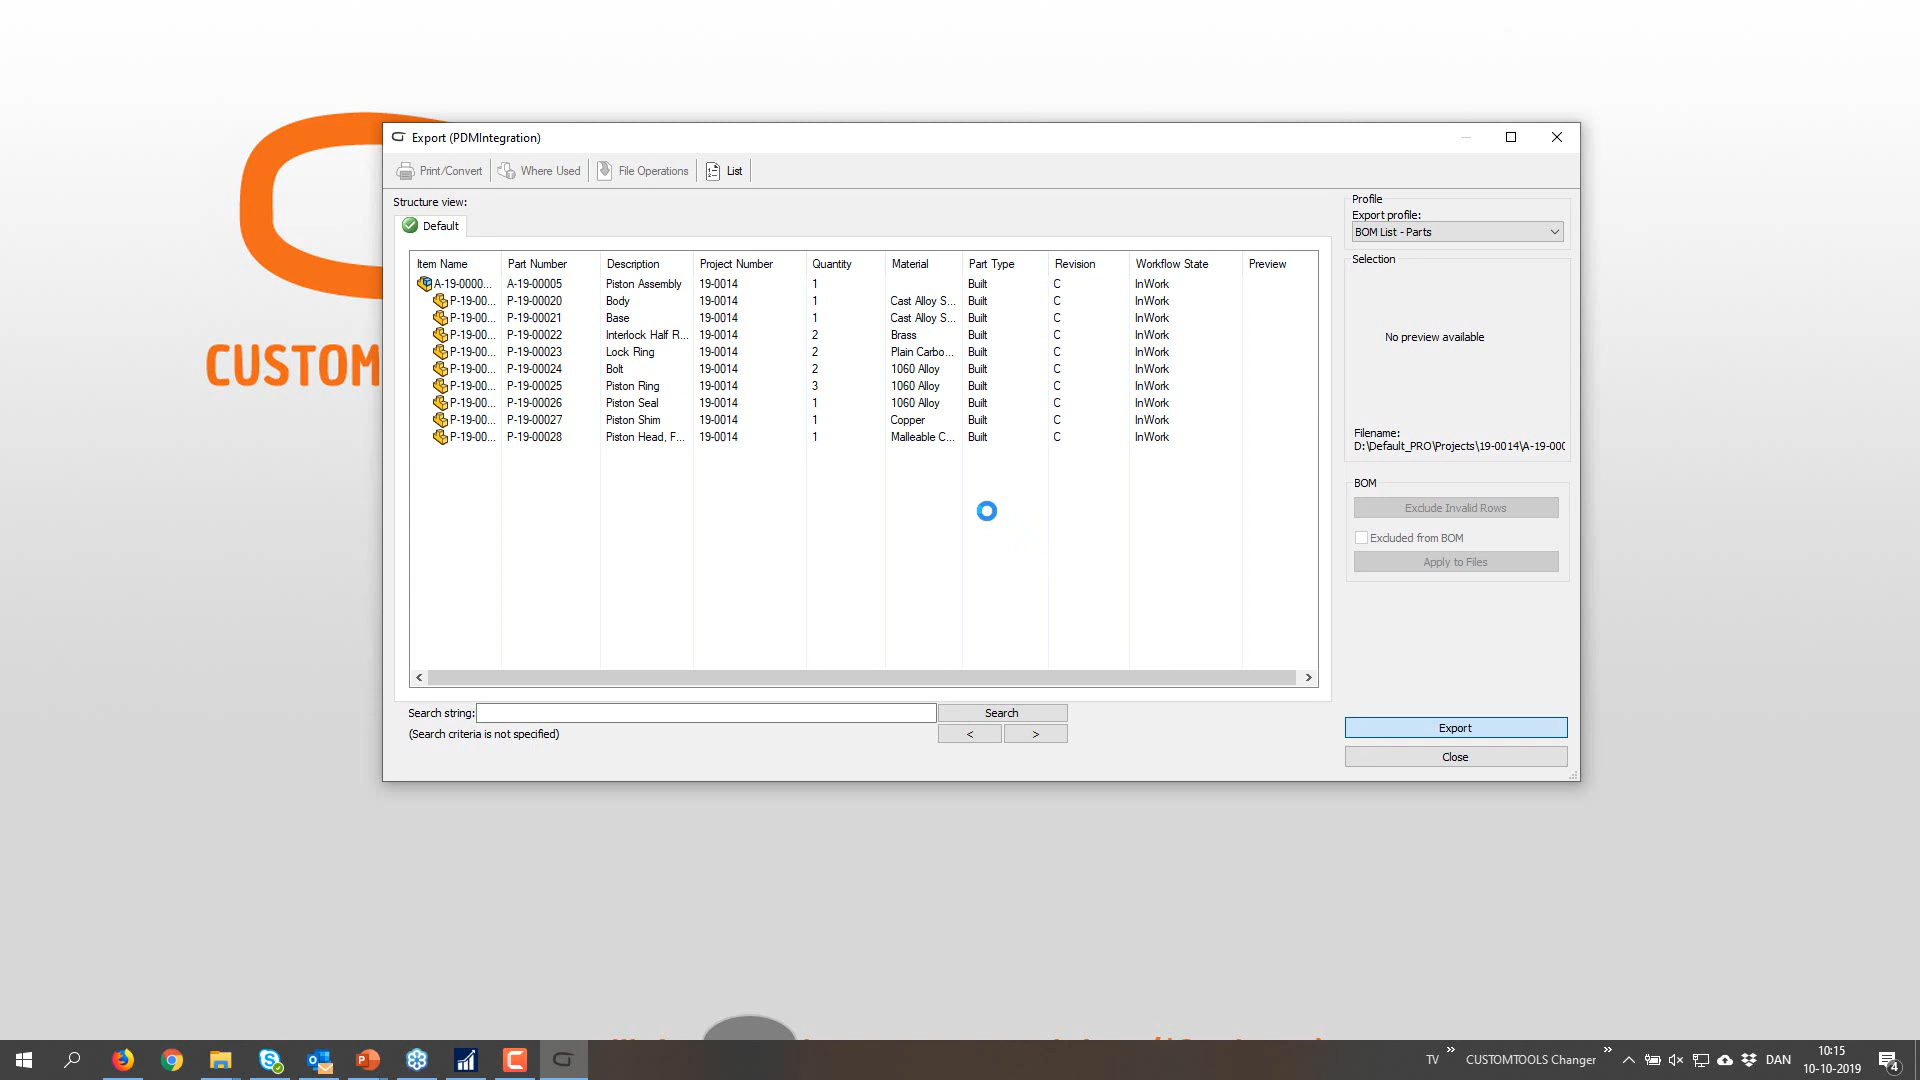 CUSTOM
Export (PDMIntegration)
Print/Convert Where Used File Operations List
Structure view:
Default
Item Name Part Number Description Project Number Quantity Material Part Type Revision Workflow State Preview
A-19-0000... A-19-00005 Piston Assembly 19-0014 1 Built C InWork
P-19-00... P-19-00020 Body 19-0014 1 Cast Alloy S... Built C InWork
P-19-00... P-19-00021 Base 19-0014 1 Cast Alloy S... Built C InWork
P-19-00... P-19-00022 Interlock Half R... 19-0014 2 Brass Built C InWork
P-19-00... P-19-00023 Lock Ring 19-0014 2 Plain Carbo... Built C InWork
P-19-00... P-19-00024 Bolt 19-0014 2 1060 Alloy Built C InWork
P-19-00... P-19-00025 Piston Ring 19-0014 3 1060 Alloy Built C InWork
P-19-00... P-19-00026 Piston Seal 19-0014 1 1060 Alloy Built C InWork
P-19-00... P-19-00027 Piston Shim 19-0014 1 Copper Built C InWork
P-19-00... P-19-00028 Piston Head, F... 19-0014 1 Malleable C... Built C InWork
Search string: Search
(Search criteria is not specified) < >
Profile
Export profile:
BOM List - Parts
Selection
No preview available
Filename:
D:\Default_PRO\Projects\19-0014\A-19-000
BOM
Exclude Invalid Rows
Excluded from BOM
Apply to Files
Export
Close
TV » CUSTOMTOOLS Changer » DAN
10:15
10-10-2019
4